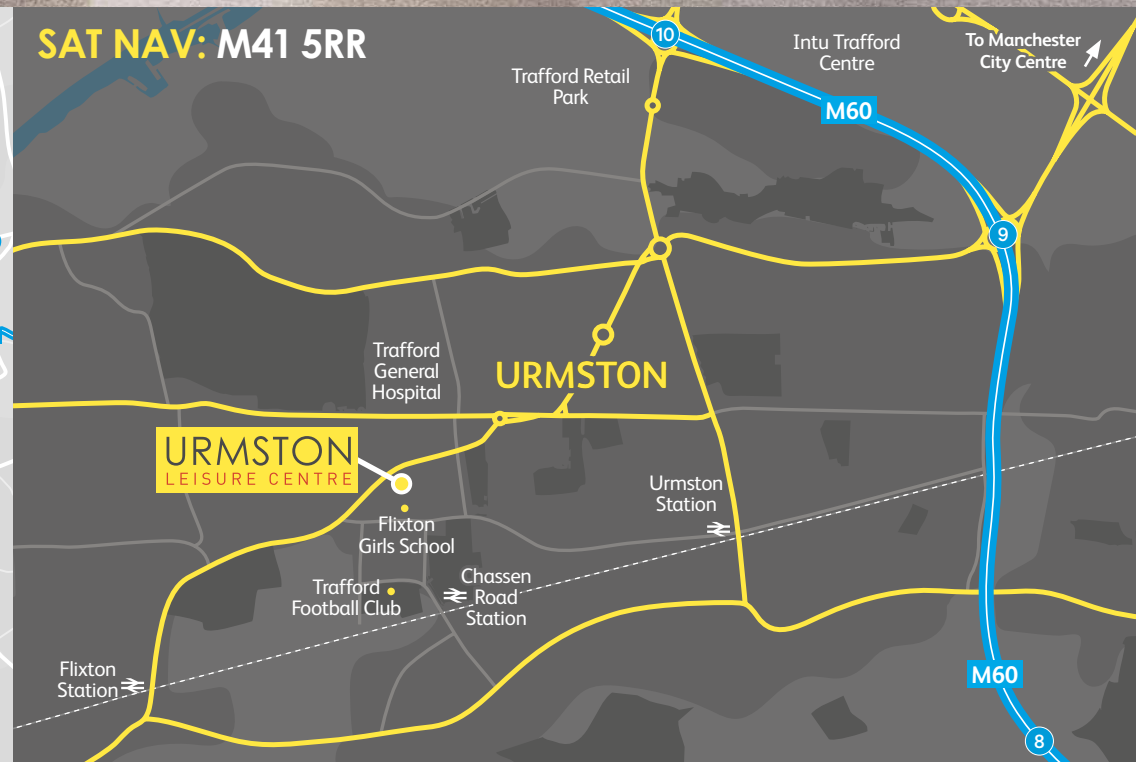 SAT NAV: M41 5RR
10
Intu Trafford
Centre
To Manchester
City Centre
Trafford Retail
Park
M60
9
Trafford
General
Hospital
URMSTON
URMSTON
LEISURE CENTRE
Urmston
Station
Flixton
Girls School
Trafford
Football Club
Chassen
Road
Station
Flixton
Station
M60
8